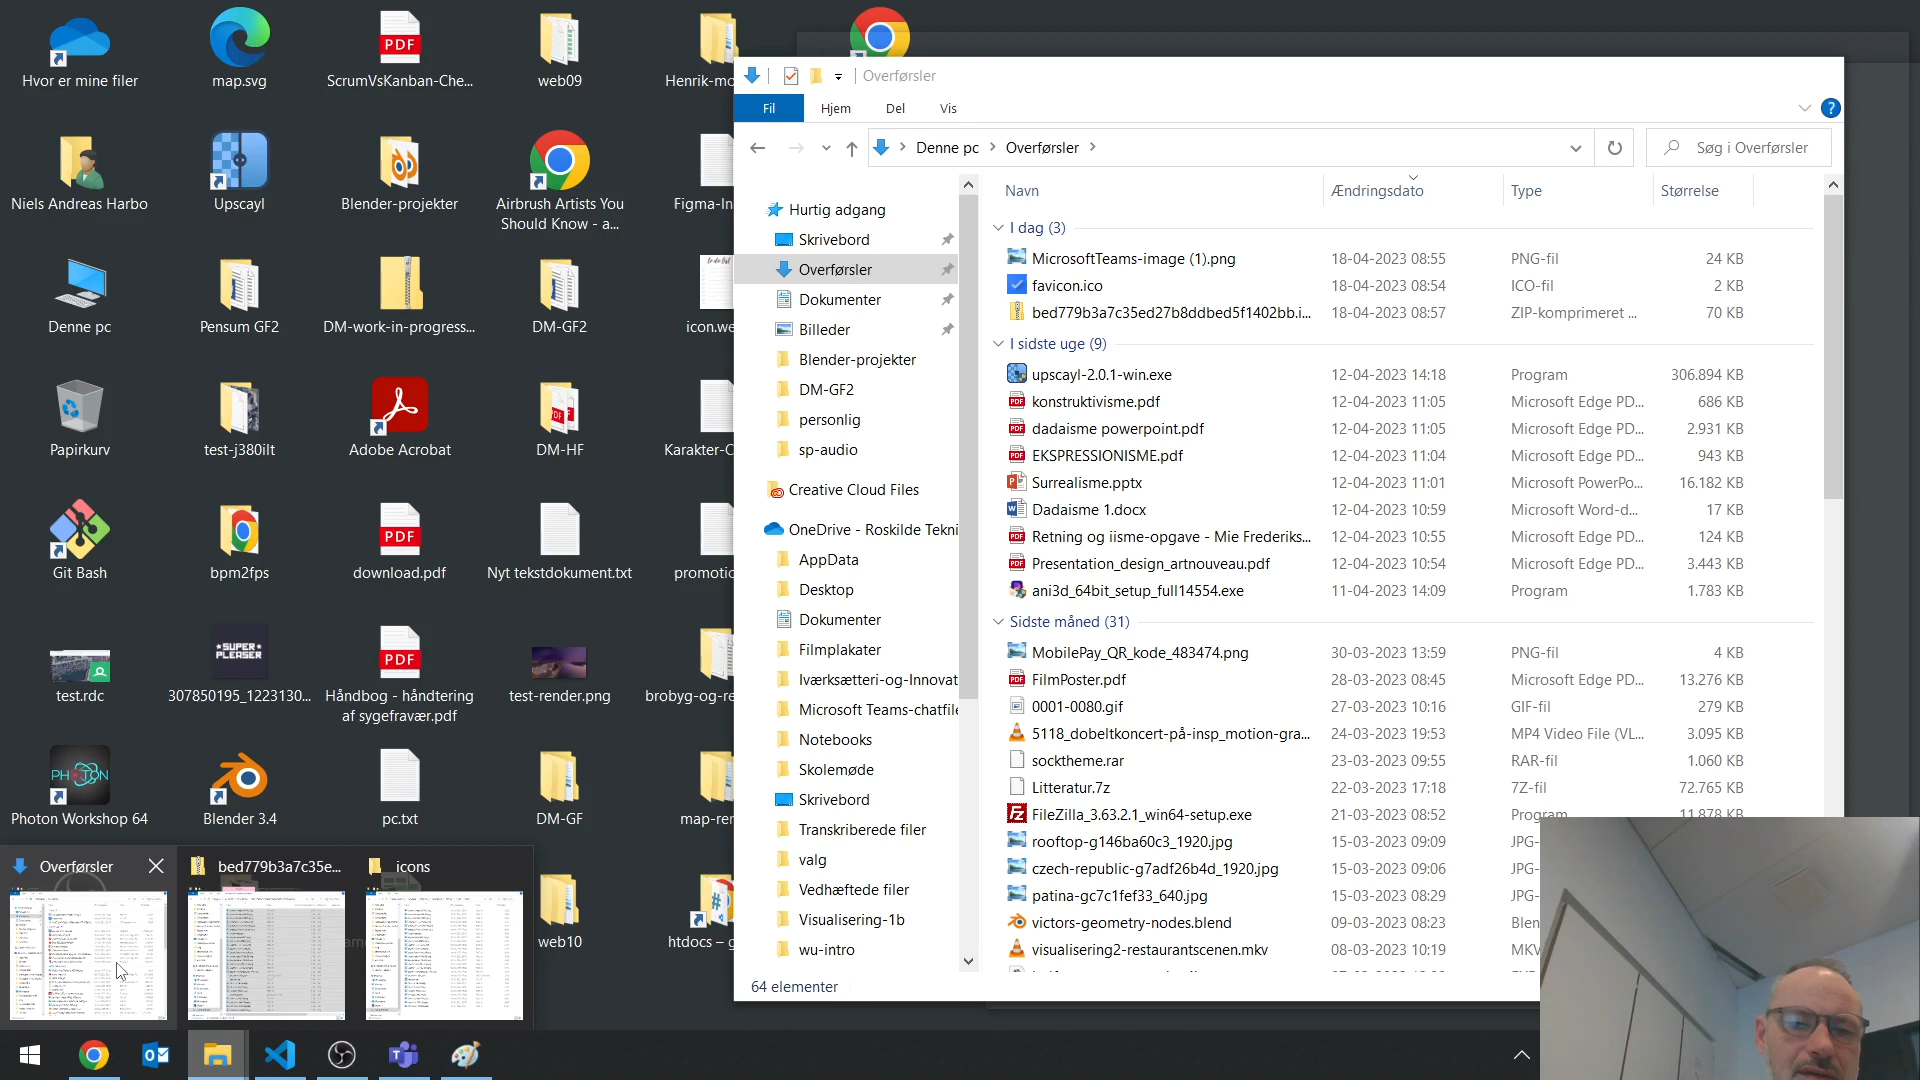 Hvor er mine filer
map.svg
ScrumVsKanban-Che...
web09
Henrik-mo
Niels Andreas Harbo
Upscayl
Blender-projekter
Airbrush Artists You
Should Know - a...
Figma-In
Denne pc
Pensum GF2
DM-work-in-progress...
DM-GF2
icon.we
Papirkurv
test-j380ilt
Adobe Acrobat
DM-HF
Karakter-C
Git Bash
bpm2fps
download.pdf
Nyt tekstdokument.txt
promotio
SUPER
PLEASER
test.rdc
307850195_1223130...
Håndbog - håndtering
af sygefravær.pdf
test-render.png
brobyg-og-re
PHOTON
Photon Workshop 64
Blender 3.4
pc.txt
DM-GF
map-ren
web10
htdocs – g
Overførsler
Fil
Hjem
Del
Vis
Denne pc
Overførsler
Søg i Overførsler
Hurtig adgang
Skrivebord
Overførsler
Dokumenter
Billeder
Blender-projekter
DM-GF2
personlig
sp-audio
Creative Cloud Files
OneDrive - Roskilde Tekni
AppData
Desktop
Dokumenter
Filmplakater
Iværksætteri-og-Innovat
Microsoft Teams-chatfile
Notebooks
Skolemøde
Skrivebord
Transkriberede filer
valg
Vedhæftede filer
Visualisering-1b
wu-intro
Navn Ændringsdato Type Størrelse
I dag (3)
MicrosoftTeams-image (1).png 18-04-2023 08:55 PNG-fil 24 KB
favicon.ico 18-04-2023 08:54 ICO-fil 2 KB
bed779b3a7c35ed27b8ddbed5f1402bb.i... 18-04-2023 08:57 ZIP-komprimeret ... 70 KB
I sidste uge (9)
upscayl-2.0.1-win.exe 12-04-2023 14:18 Program 306.894 KB
konstruktivisme.pdf 12-04-2023 11:05 Microsoft Edge PD... 686 KB
dadaisme powerpoint.pdf 12-04-2023 11:05 Microsoft Edge PD... 2.931 KB
EKSPRESSIONISME.pdf 12-04-2023 11:04 Microsoft Edge PD... 943 KB
Surrealisme.pptx 12-04-2023 11:01 Microsoft PowerPo... 16.182 KB
Dadaisme 1.docx 12-04-2023 10:59 Microsoft Word-d... 17 KB
Retning og iisme-opgave - Mie Frederiks... 12-04-2023 10:55 Microsoft Edge PD... 124 KB
Presentation_design_artnouveau.pdf 12-04-2023 10:54 Microsoft Edge PD... 3.443 KB
ani3d_64bit_setup_full14554.exe 11-04-2023 14:09 Program 1.783 KB
Sidste måned (31)
MobilePay_QR_kode_483474.png 30-03-2023 13:59 PNG-fil 4 KB
FilmPoster.pdf 28-03-2023 08:45 Microsoft Edge PD... 13.276 KB
0001-0080.gif 27-03-2023 10:16 GIF-fil 279 KB
5118_dobeltkoncert-på-insp_motion-gra... 24-03-2023 19:53 MP4 Video File (VL... 3.095 KB
socktheme.rar 23-03-2023 09:55 RAR-fil 1.060 KB
Litteratur.7z 22-03-2023 17:18 7Z-fil 72.765 KB
FileZilla_3.63.2.1_win64-setup.exe 21-03-2023 08:52 Program 11.878 KB
rooftop-g146ba60c3_1920.jpg 15-03-2023 09:09 JPG-
czech-republic-g7adf26b4d_1920.jpg 15-03-2023 09:06 JPG-
patina-gc7c1fef33_640.jpg 15-03-2023 08:29 JPG-
victors-geometry-nodes.blend 09-03-2023 08:23 Blen
visualisering2-restaurantscenen.mkv 08-03-2023 10:19 MKV
64 elementer
Overførsler
bed779b3a7c35e...
icons